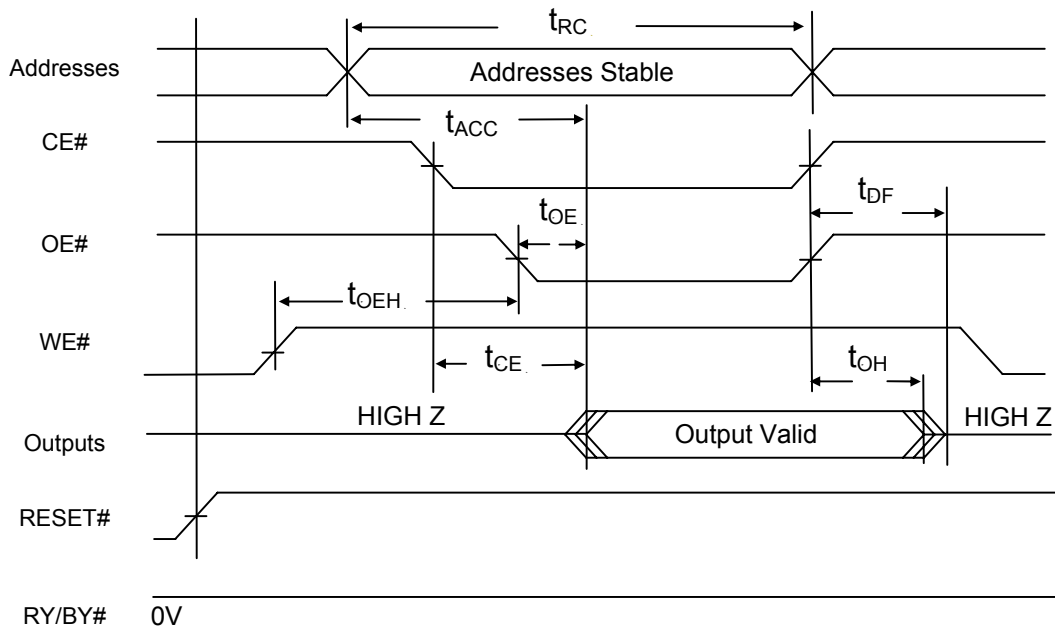 tRC
Addresses
Addresses Stable
tACC
CE#
tDF
tOE
OE#
tOEH
WE#
tCE
tOH
HIGH Z
HIGH Z
Output Valid
Outputs
RESET#
RY/BY#
0V